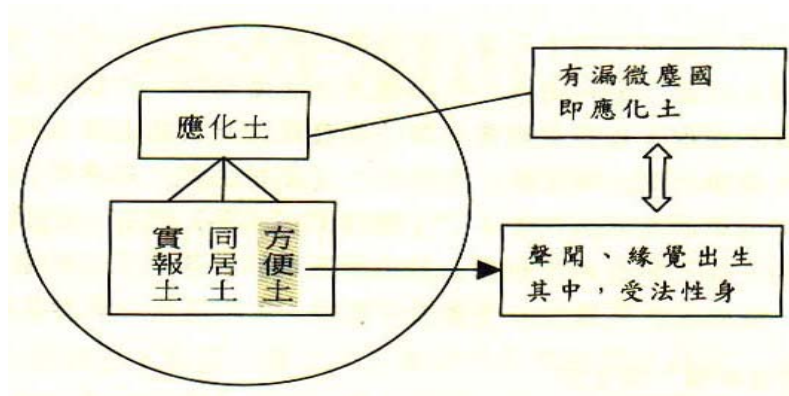 應化土
方便土
同居土
實報土
有漏微塵國
即應化土
聲聞、緣覺出生
其中，受法性身